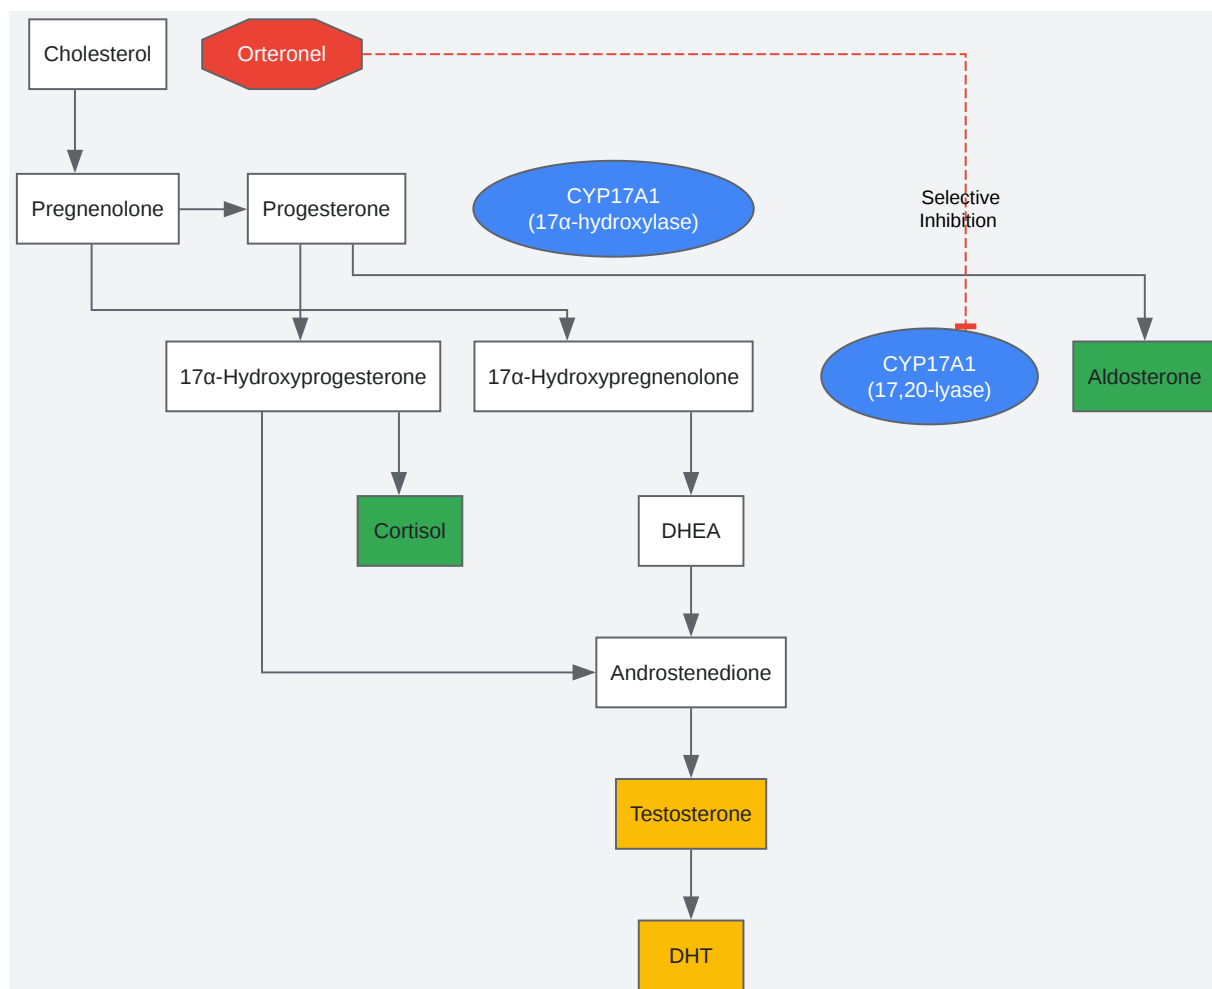 Cholesterol
Orteronel
Pregnenolone
Progesterone
CYP17A1
(17α-hydroxylase)
Selective
Inhibition
17α-Hydroxyprogesterone
17α-Hydroxypregnenolone
CYP17A1
(17,20-lyase)
Aldosterone
Cortisol
DHEA
Androstenedione
Testosterone
DHT